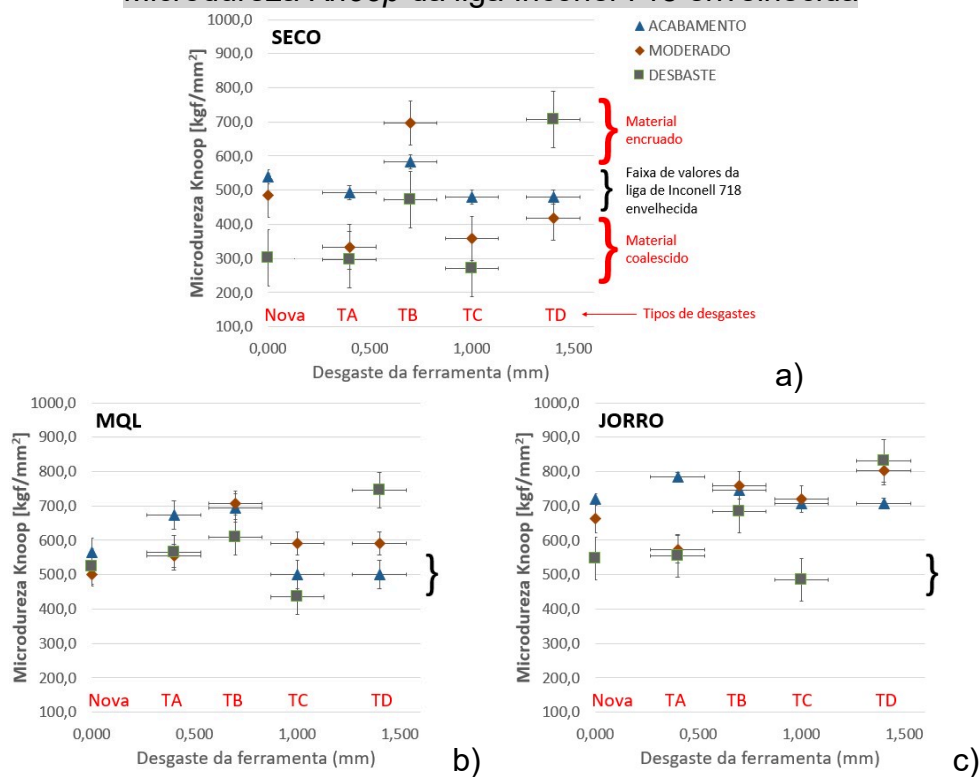 Microdureza Knoop da liga Inconel 718 envelhecida
SECO
ACABAMENTO
MODERADO
DESBASTE
Microdureza Knoop [kgf/mm²]
1000,0
900,0
800,0
700,0
600,0
500,0
400,0
300,0
200,0
100,0
Material
encruado
Faixa de valores da
liga de Inconell 718
envelhecida
Material
coalescido
Nova TA TB TC TD
Tipos de desgastes
0,000 0,500 1,000 1,500
Desgaste da ferramenta (mm)
a)
MQL
Microdureza Knoop [kgf/mm²]
1000,0
900,0
800,0
700,0
600,0
500,0
400,0
300,0
200,0
100,0
Nova TA TB TC TD
0,000 0,500 1,000 1,500
Desgaste da ferramenta (mm)
b)
JORRO
Microdureza Knoop [kgf/mm²]
1000,0
900,0
800,0
700,0
600,0
500,0
400,0
300,0
200,0
100,0
Nova TA TB TC TD
0,000 0,500 1,000 1,500
Desgaste da ferramenta (mm)
c)